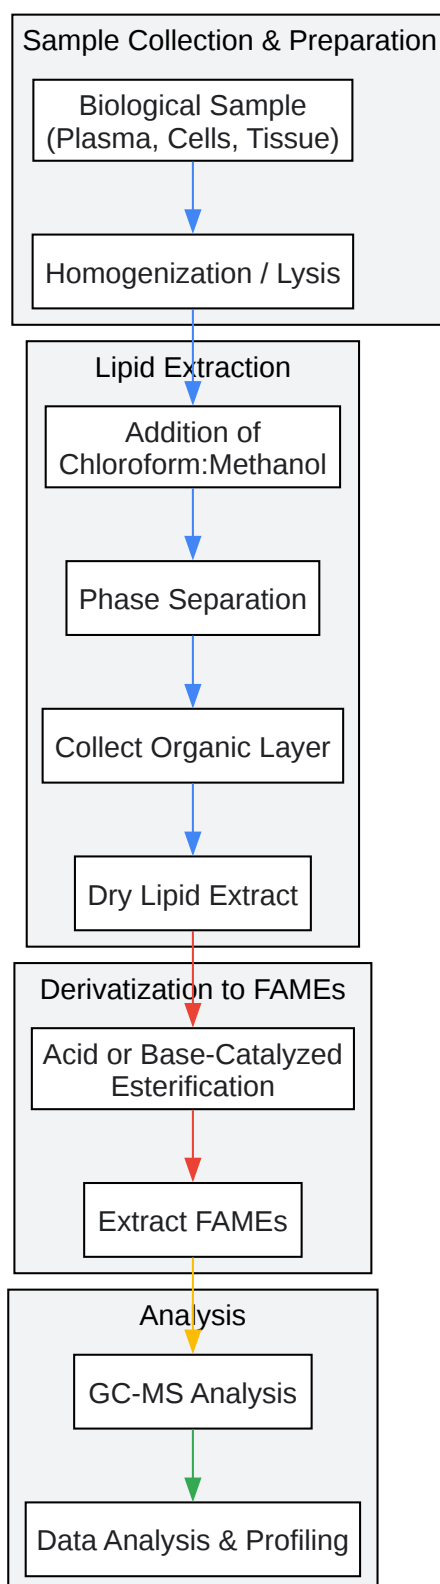 Sample Collection & Preparation
Biological Sample
(Plasma, Cells, Tissue)
Homogenization / Lysis
Lipid Extraction
Addition of
Chloroform:Methanol
Phase Separation
Collect Organic Layer
Dry Lipid Extract
Derivatization to FAMEs
Acid or Base-Catalyzed
Esterification
Extract FAMEs
Analysis
GC-MS Analysis
Data Analysis & Profiling